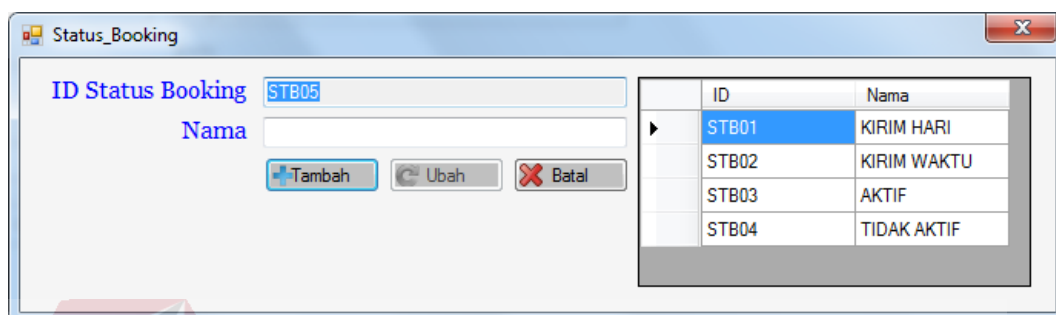 Status_Booking
ID Status Booking STB05
Nama
Tambah Ubah Batal
ID Nama
STB01 KIRIM HARI
STB02 KIRIM WAKTU
STB03 AKTIF
STB04 TIDAK AKTIF